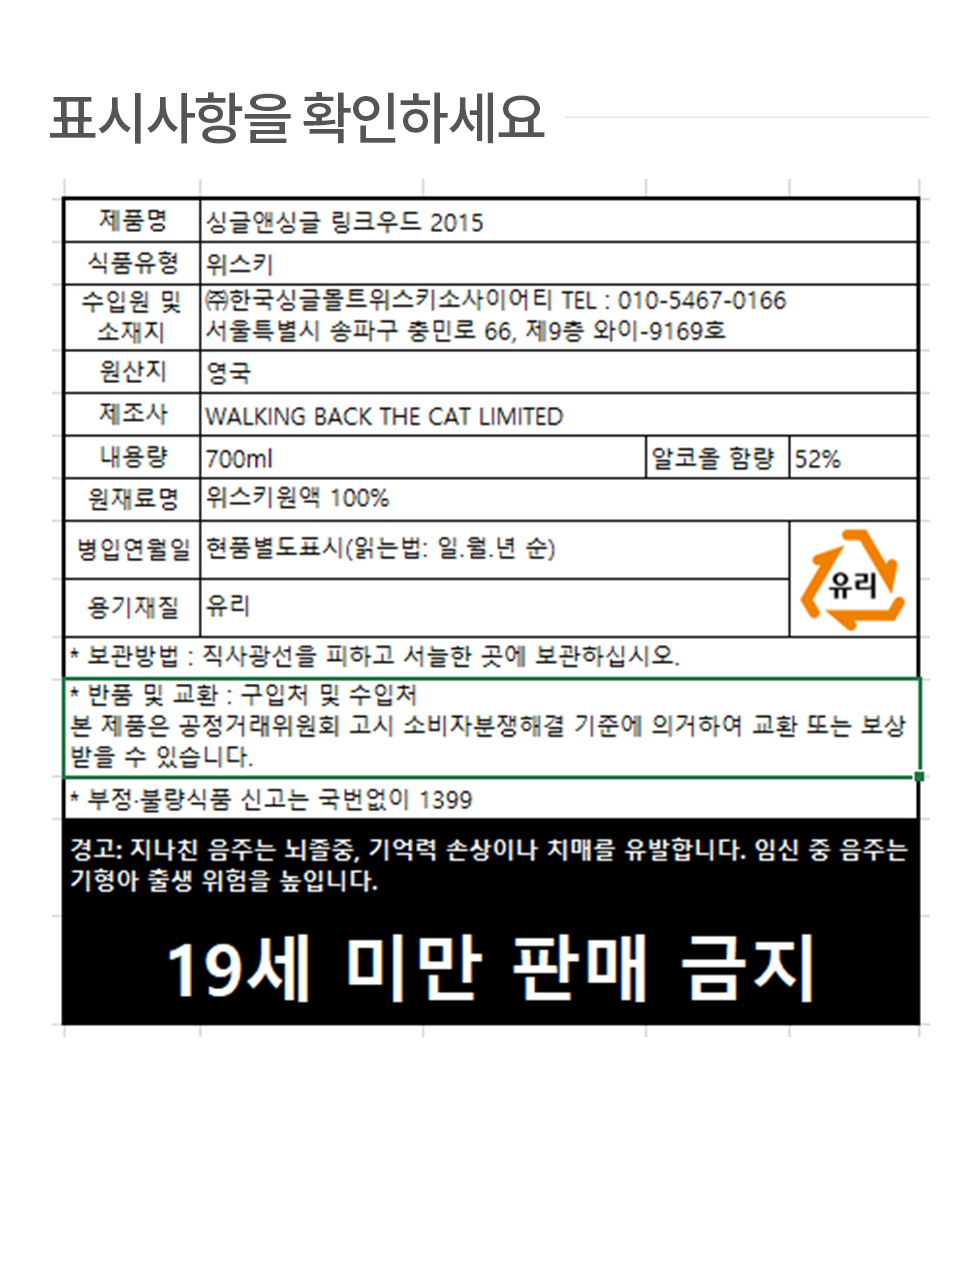 표시사항을 확인하세요
제품명 싱글앤싱글 링크우드 2015
식품유형 위스키
수입원 및 소재지 ㈜한국싱글몰트위스키소사이어티 TEL : 010-5467-0166
서울특별시 송파구 충민로 66, 제9층 와이-9169호
원산지 영국
제조사 WALKING BACK THE CAT LIMITED
내용량 700ml 알코올 함량 52%
원재료명 위스키원액 100%
병입연월일 현품별도표시(읽는법: 일.월.년 순)
유리
용기재질 유리
* 보관방법 : 직사광선을 피하고 서늘한 곳에 보관하십시오.
* 반품 및 교환 : 구입처 및 수입처
본 제품은 공정거래위원회 고시 소비자분쟁해결 기준에 의거하여 교환 또는 보상
받을 수 있습니다.
* 부정·불량식품 신고는 국번없이 1399
경고: 지나친 음주는 뇌졸중, 기억력 손상이나 치매를 유발합니다. 임신 중 음주는
기형아 출생 위험을 높입니다.
19세 미만 판매 금지